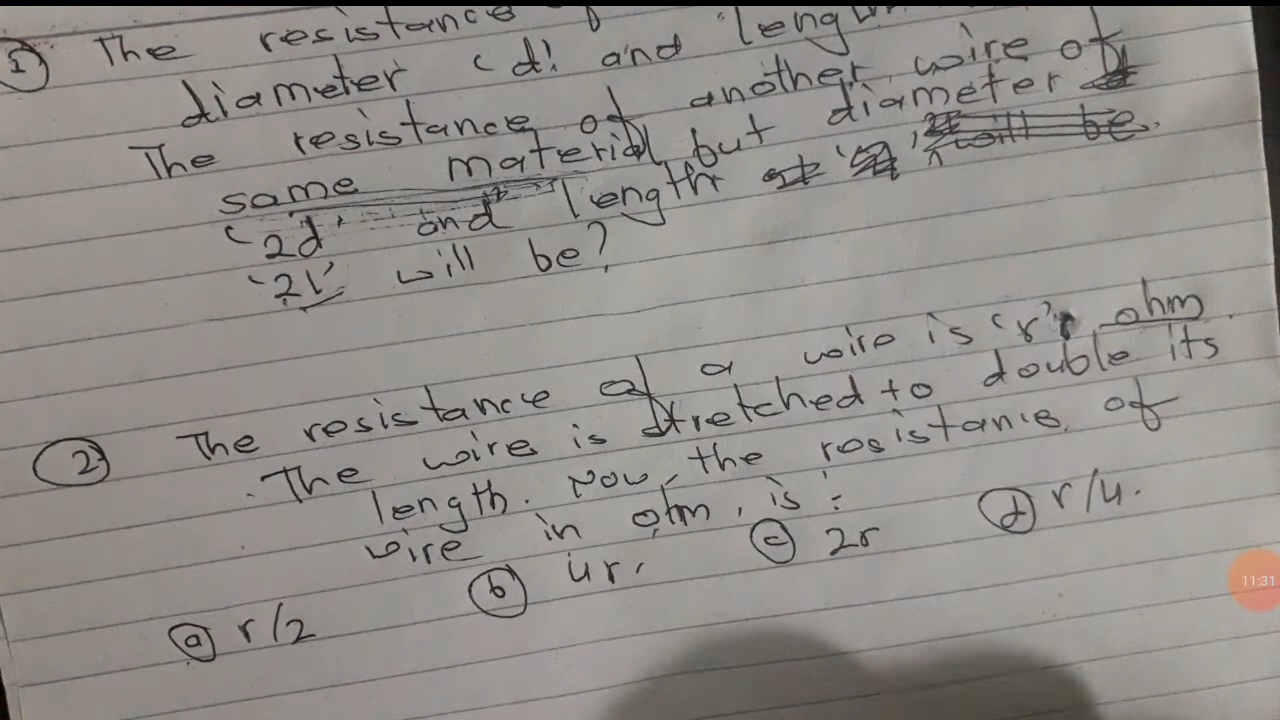 1) The resistance
diameter 'd' and length
The resistance of another wire of
same material but diameter
'2d' and length
'2l' will be?
2) The resistance of a wire is 'r' ohm.
The wire is stretched to double its
length. Now, the resistance of
wire in ohm, is :
a) r/2 b) 4r. c) 2r d) r/4.
11:31